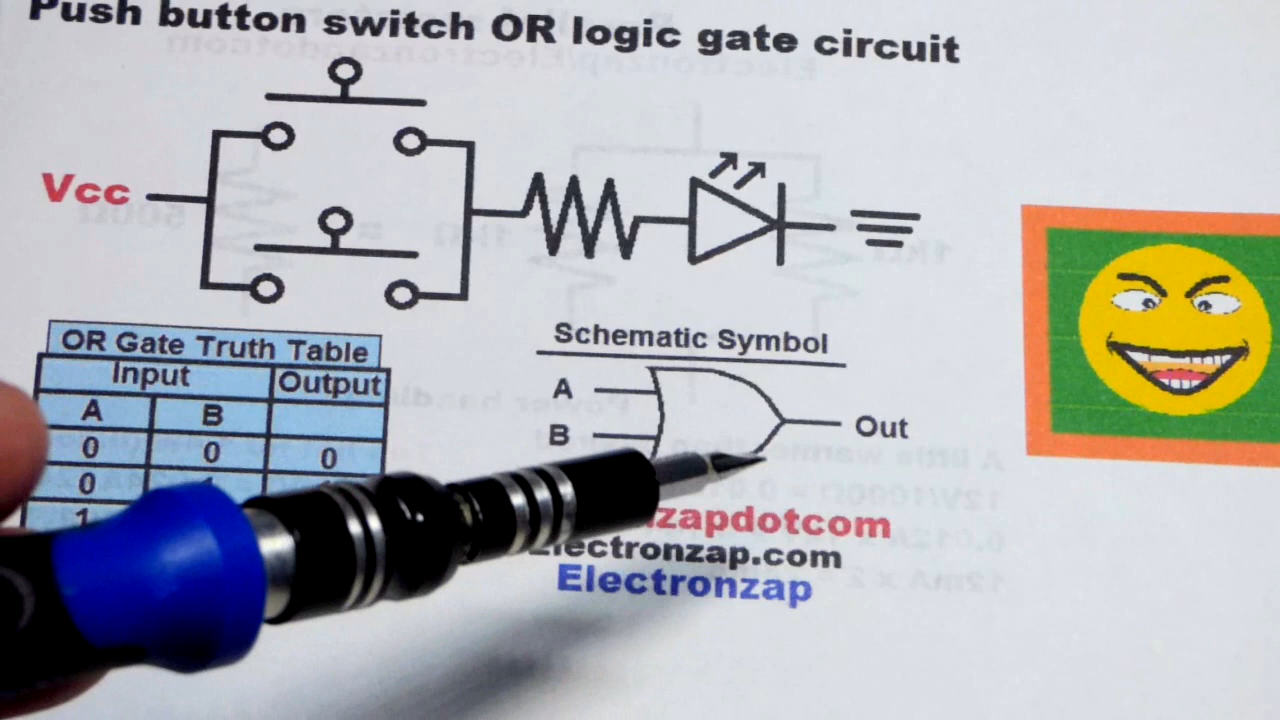 Push button switch OR logic gate circuit
Vcc
OR Gate Truth Table
Input Output
A B
0 0 0
0
1
Schematic Symbol
A
B
Out
Electronzap.com
Electronzap